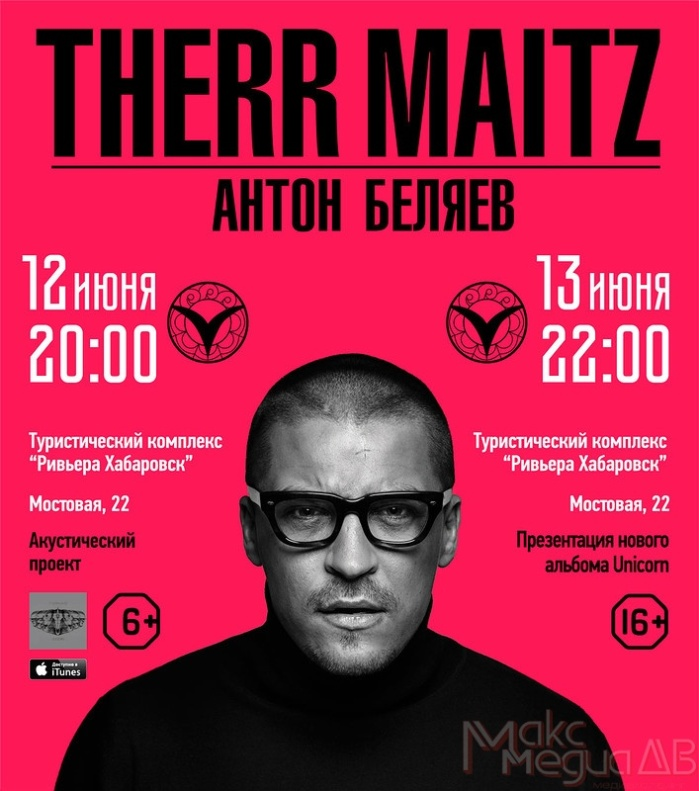 THERR MAITZ
АНТОН БЕЛЯЕВ
12 июня
20:00
13 июня
22:00
Туристический комплекс
“Ривьера Хабаровск”
Мостовая, 22
Акустический
проект
6+
Доступно в
iTunes
Туристический комплекс
“Ривьера Хабаровск”
Мостовая, 22
Презентация нового
альбома Unicorn
16+
Макс
Медиа ДВ